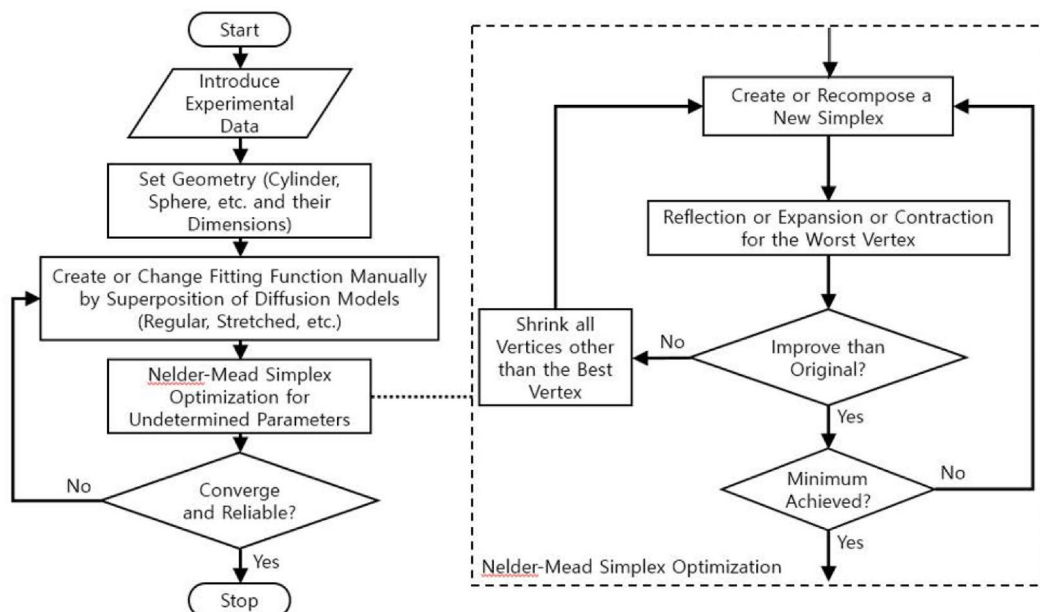 Start
Introduce
Experimental
Data
Set Geometry (Cylinder,
Sphere, etc. and their
Dimensions)
Create or Change Fitting Function Manually
by Superposition of Diffusion Models
(Regular, Stretched, etc.)
Nelder-Mead Simplex
Optimization for
Undetermined Parameters
No
Converge
and Reliable?
Yes
Stop
Create or Recompose a
New Simplex
Reflection or Expansion or Contraction
for the Worst Vertex
Shrink all
Vertices other
than the Best
Vertex
No
Improve than
Original?
Yes
Minimum
Achieved?
No
Yes
Nelder-Mead Simplex Optimization